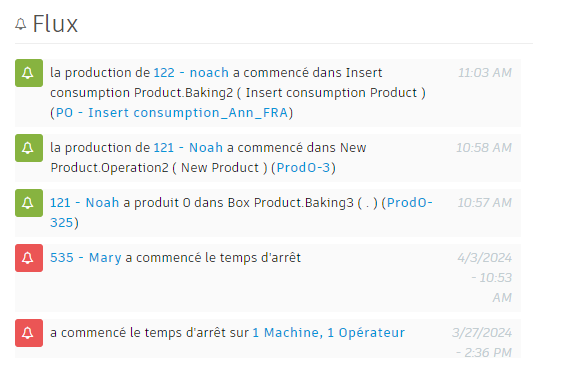 Flux
la production de 122 - noach a commencé dans Insert 11:03 AM
consommation Product.Baking2 ( Insert consumption Product )
(PO - Insert consumption_Ann_FRA)
la production de 121 - Noah a commencé dans New 10:58 AM
Product.Operation2 ( New Product ) (ProdO-3)
121 - Noah a produit 0 dans Box Product.Baking3 ( . ) (ProdO- 10:57 AM
325)
535 - Mary a commencé le temps d'arrêt 4/3/2024
- 10:53
AM
a commencé le temps d'arrêt sur 1 Machine, 1 Opérateur 3/27/2024
- 2:36 PM